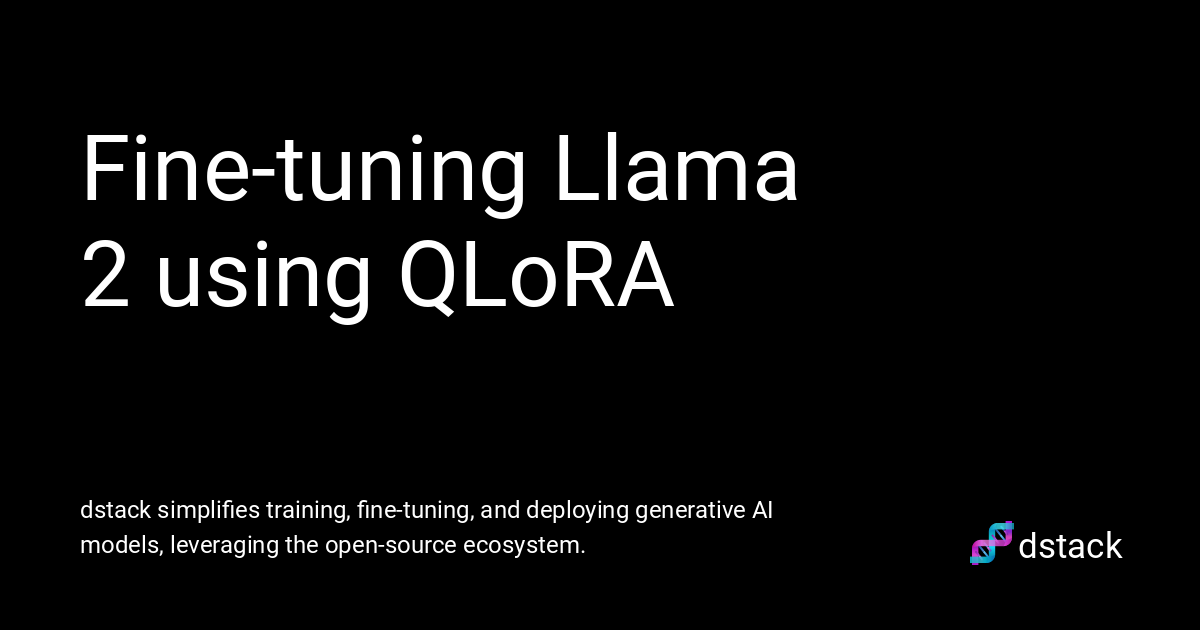 Fine-tuning Llama
2 using QLoRA
dstack simplifies training, fine-tuning, and deploying generative AI
models, leveraging the open-source ecosystem.
dstack